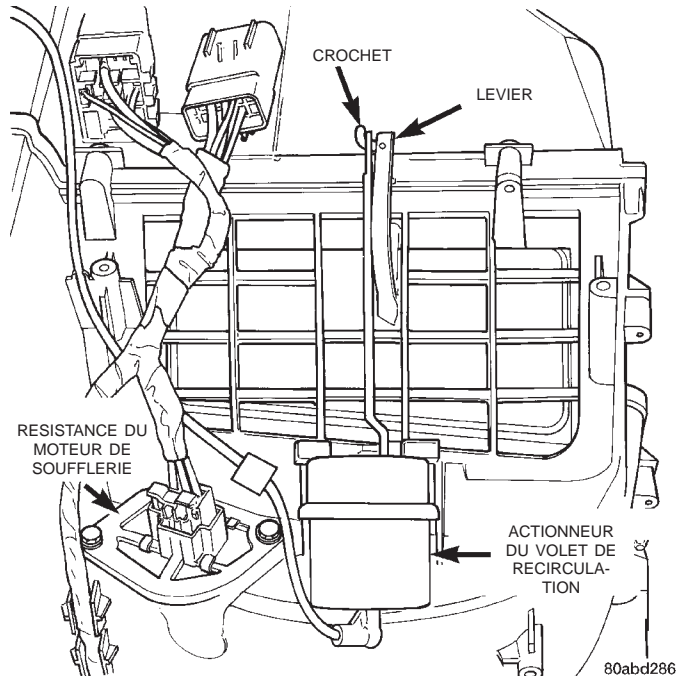 CROCHET
LEVIER
RESISTANCE DU
MOTEUR DE
SOUFFLERIE
ACTIONNEUR
DU VOLET DE
RECIRCULA-
TION
80abd286